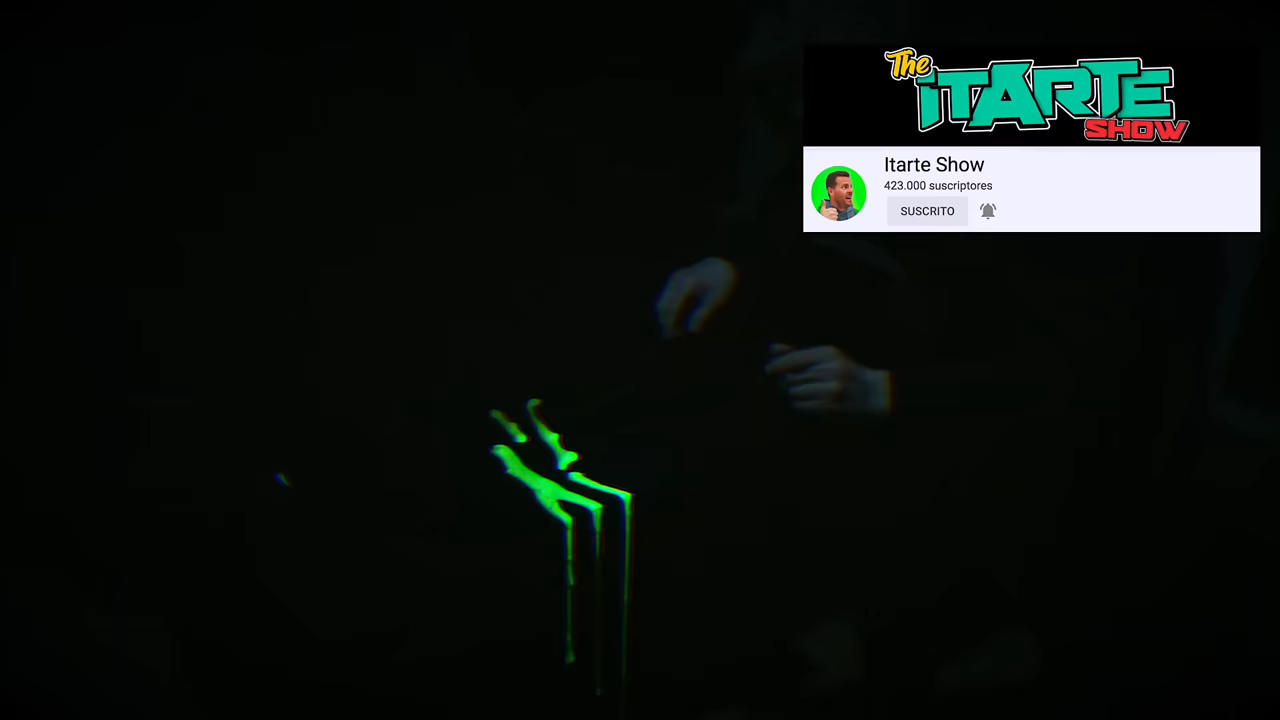 The
ITARTE
SHOW
Itarte Show
423.000 suscriptores
SUSCRITO